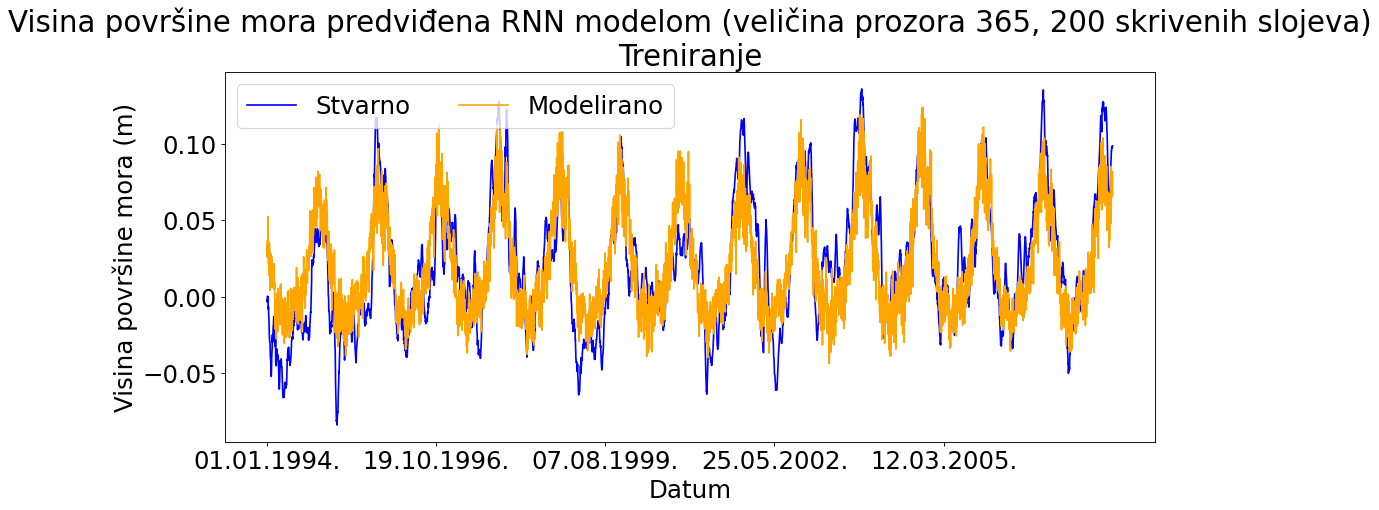 Visina površine mora predviđena RNN modelom (veličina prozora 365, 200 skrivenih slojeva)
Treniranje
Stvarno Modelirano
Visina površine mora (m)
0.10
0.05
0.00
−0.05
01.01.1994. 19.10.1996. 07.08.1999. 25.05.2002. 12.03.2005.
Datum